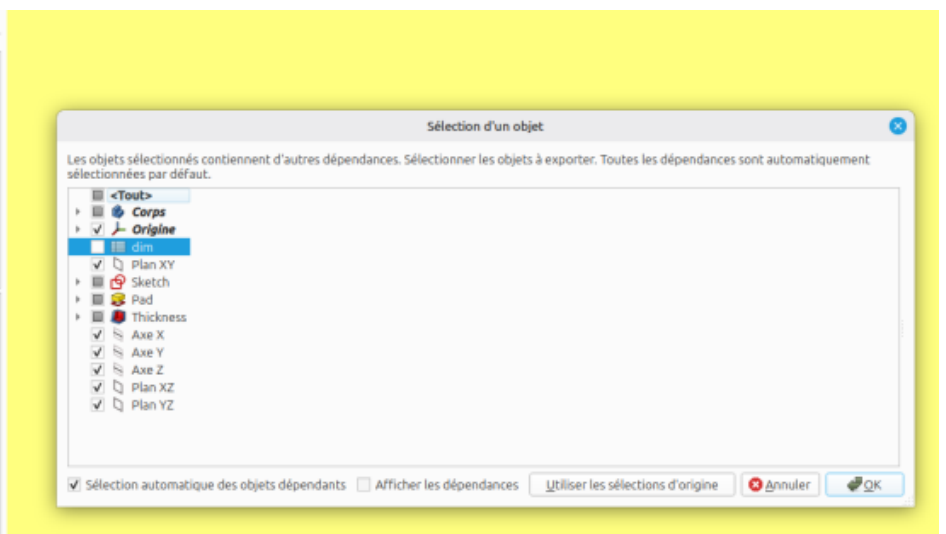 Sélection d'un objet
Les objets sélectionnés contiennent d'autres dépendances. Sélectionner les objets à exporter. Toutes les dépendances sont automatiquement
sélectionnées par défaut.
<Tout>
Corps
Origine
dim
Plan XY
Sketch
Pad
Thickness
Axe X
Axe Y
Axe Z
Plan XZ
Plan YZ
Sélection automatique des objets dépendants Afficher les dépendances Utiliser les sélections d'origine Annuler OK